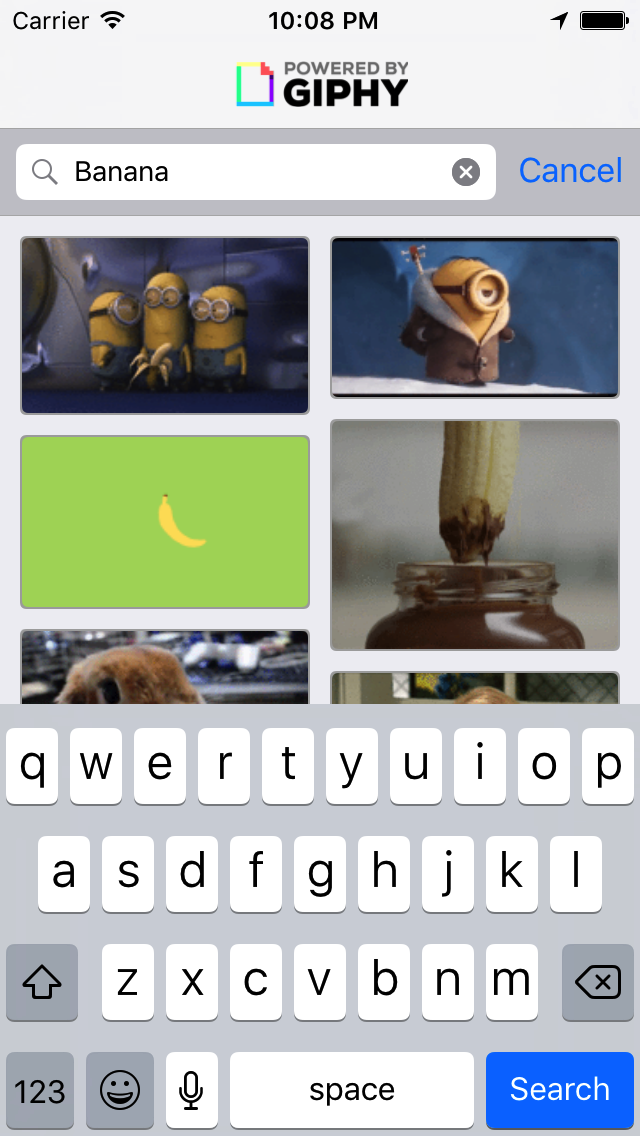 Carrier 10:08 PM
POWERED BY
GIPHY
Banana Cancel
q w e r t y u i o p
a s d f g h j k l
z x c v b n m
123 space Search